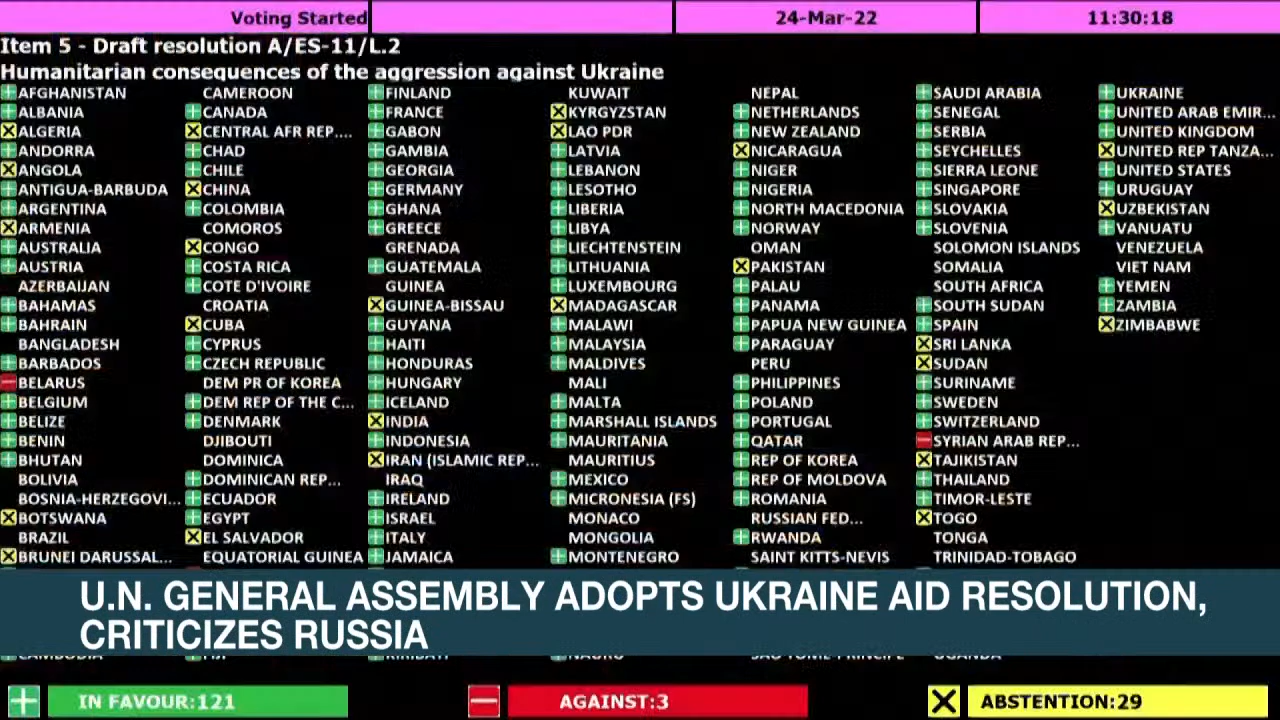 Voting Started 24-Mar-22 11:30:18
Item 5 - Draft resolution A/ES-11/L.2
Humanitarian consequences of the aggression against Ukraine
AFGHANISTAN CAMEROON FINLAND KUWAIT NEPAL SAUDI ARABIA UKRAINE
ALBANIA CANADA FRANCE KYRGYZSTAN NETHERLANDS SENEGAL UNITED ARAB EMIR...
ALGERIA CENTRAL AFR REP.... GABON LAO PDR NEW ZEALAND SERBIA UNITED KINGDOM
ANDORRA CHAD GAMBIA LATVIA NICARAGUA SEYCHELLES UNITED REP TANZA...
ANGOLA CHILE GEORGIA LEBANON NIGER SIERRA LEONE UNITED STATES
ANTIGUA-BARBUDA CHINA GERMANY LESOTHO NIGERIA SINGAPORE URUGUAY
ARGENTINA COLOMBIA GHANA LIBERIA NORTH MACEDONIA SLOVAKIA UZBEKISTAN
ARMENIA COMOROS GREECE LIBYA NORWAY SLOVENIA VANUATU
AUSTRALIA CONGO GRENADA LIECHTENSTEIN OMAN SOLOMON ISLANDS VENEZUELA
AUSTRIA COSTA RICA GUATEMALA LITHUANIA PAKISTAN SOMALIA VIET NAM
AZERBAIJAN COTE D'IVOIRE GUINEA LUXEMBOURG PALAU SOUTH AFRICA YEMEN
BAHAMAS CROATIA GUINEA-BISSAU MADAGASCAR PANAMA SOUTH SUDAN ZAMBIA
BAHRAIN CUBA GUYANA MALAWI PAPUA NEW GUINEA SPAIN ZIMBABWE
BANGLADESH CYPRUS HAITI MALAYSIA PARAGUAY SRI LANKA
BARBADOS CZECH REPUBLIC HONDURAS MALDIVES PERU SUDAN
BELARUS DEM PR OF KOREA HUNGARY MALI PHILIPPINES SURINAME
BELGIUM DEM REP OF THE C... ICELAND MALTA POLAND SWEDEN
BELIZE DENMARK INDIA MARSHALL ISLANDS PORTUGAL SWITZERLAND
BENIN DJIBOUTI INDONESIA MAURITANIA QATAR SYRIAN ARAB REP...
BHUTAN DOMINICA IRAN (ISLAMIC REP... MAURITIUS REP OF KOREA TAJIKISTAN
BOLIVIA DOMINICAN REP... IRAQ MEXICO REP OF MOLDOVA THAILAND
BOSNIA-HERZEGOVI... ECUADOR IRELAND MICRONESIA (FS) ROMANIA TIMOR-LESTE
BOTSWANA EGYPT ISRAEL MONACO RUSSIAN FED... TOGO
BRAZIL EL SALVADOR ITALY MONGOLIA RWANDA TONGA
BRUNEI DARUSSAL... EQUATORIAL GUINEA JAMAICA MONTENEGRO SAINT KITTS-NEVIS TRINIDAD-TOBAGO
U.N. GENERAL ASSEMBLY ADOPTS UKRAINE AID RESOLUTION,
CRITICIZES RUSSIA
IN FAVOUR:121 AGAINST:3 ABSTENTION:29